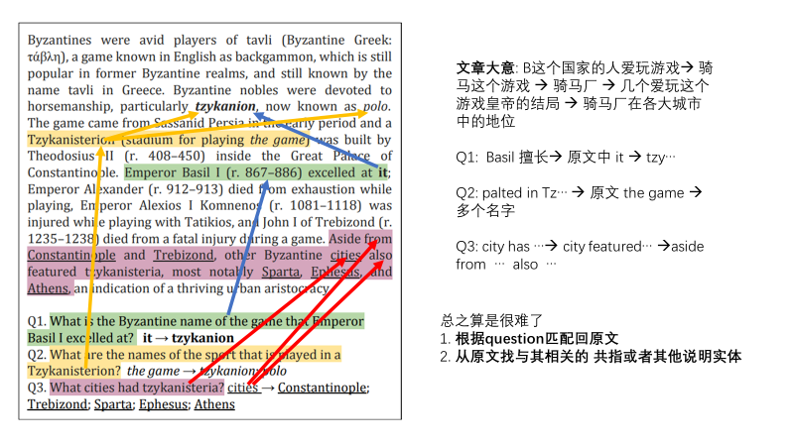 Byzantines were avid players of tavli (Byzantine Greek:
τάβλη), a game known in English as backgammon, which is still
popular in former Byzantine realms, and still known by the
name tavli in Greece. Byzantine nobles were devoted to
horsemanship, particularly tzykanion, now known as polo.
The game came from Sassanid Persia in the early period and a
Tzykanisterion (stadium for playing the game) was built by
Theodosius II (r. 408–450) inside the Great Palace of
Constantinople. Emperor Basil I (r. 867–886) excelled at it;
Emperor Alexander (r. 912–913) died from exhaustion while
playing, Emperor Alexios I Komnenos (r. 1081–1118) was
injured while playing with Tatikios, and John I of Trebizond (r.
1235–1238) died from a fatal injury during a game. Aside from
Constantinople and Trebizond, other Byzantine cities also
featured tzykanisteria, most notably Sparta, Ephesus, and
Athens, an indication of a thriving urban aristocracy.
Q1. What is the Byzantine name of the game that Emperor
Basil I excelled at? it → tzykanion
Q2. What are the names of the sport that is played in a
Tzykanisterion? the game → tzykanion; polo
Q3. What cities had tzykanisteria? cities → Constantinople;
Trebizond; Sparta; Ephesus; Athens
文章大意: B这个国家的人爱玩游戏→ 骑
马这个游戏 → 骑马厂 → 几个爱玩这个
游戏皇帝的结局 → 骑马厂在各大城市
中的地位
Q1: Basil 擅长→ 原文中 it → tzy…
Q2: palted in Tz… → 原文 the game →
多个名字
Q3: city has …→ city featured… →aside
from … also …
总之算是很难了
1. 根据question匹配回原文
2. 从原文找与其相关的 共指或者其他说明实体